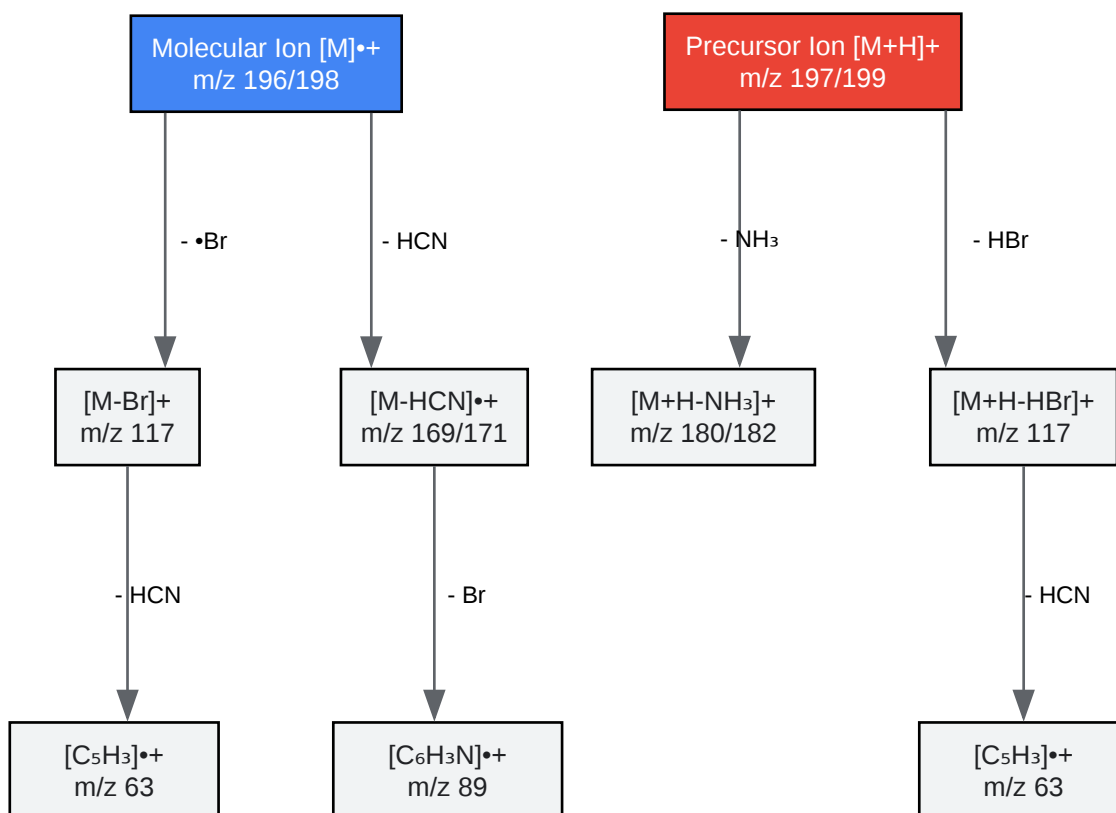 Molecular Ion [M]•+
m/z 196/198
Precursor Ion [M+H]+
m/z 197/199
- •Br
- HCN
- NH₃
- HBr
[M-Br]+
m/z 117
[M-HCN]•+
m/z 169/171
[M+H-NH₃]+
m/z 180/182
[M+H-HBr]+
m/z 117
- HCN
- Br
- HCN
[C₅H₃]•+
m/z 63
[C₆H₃N]•+
m/z 89
[C₅H₃]•+
m/z 63